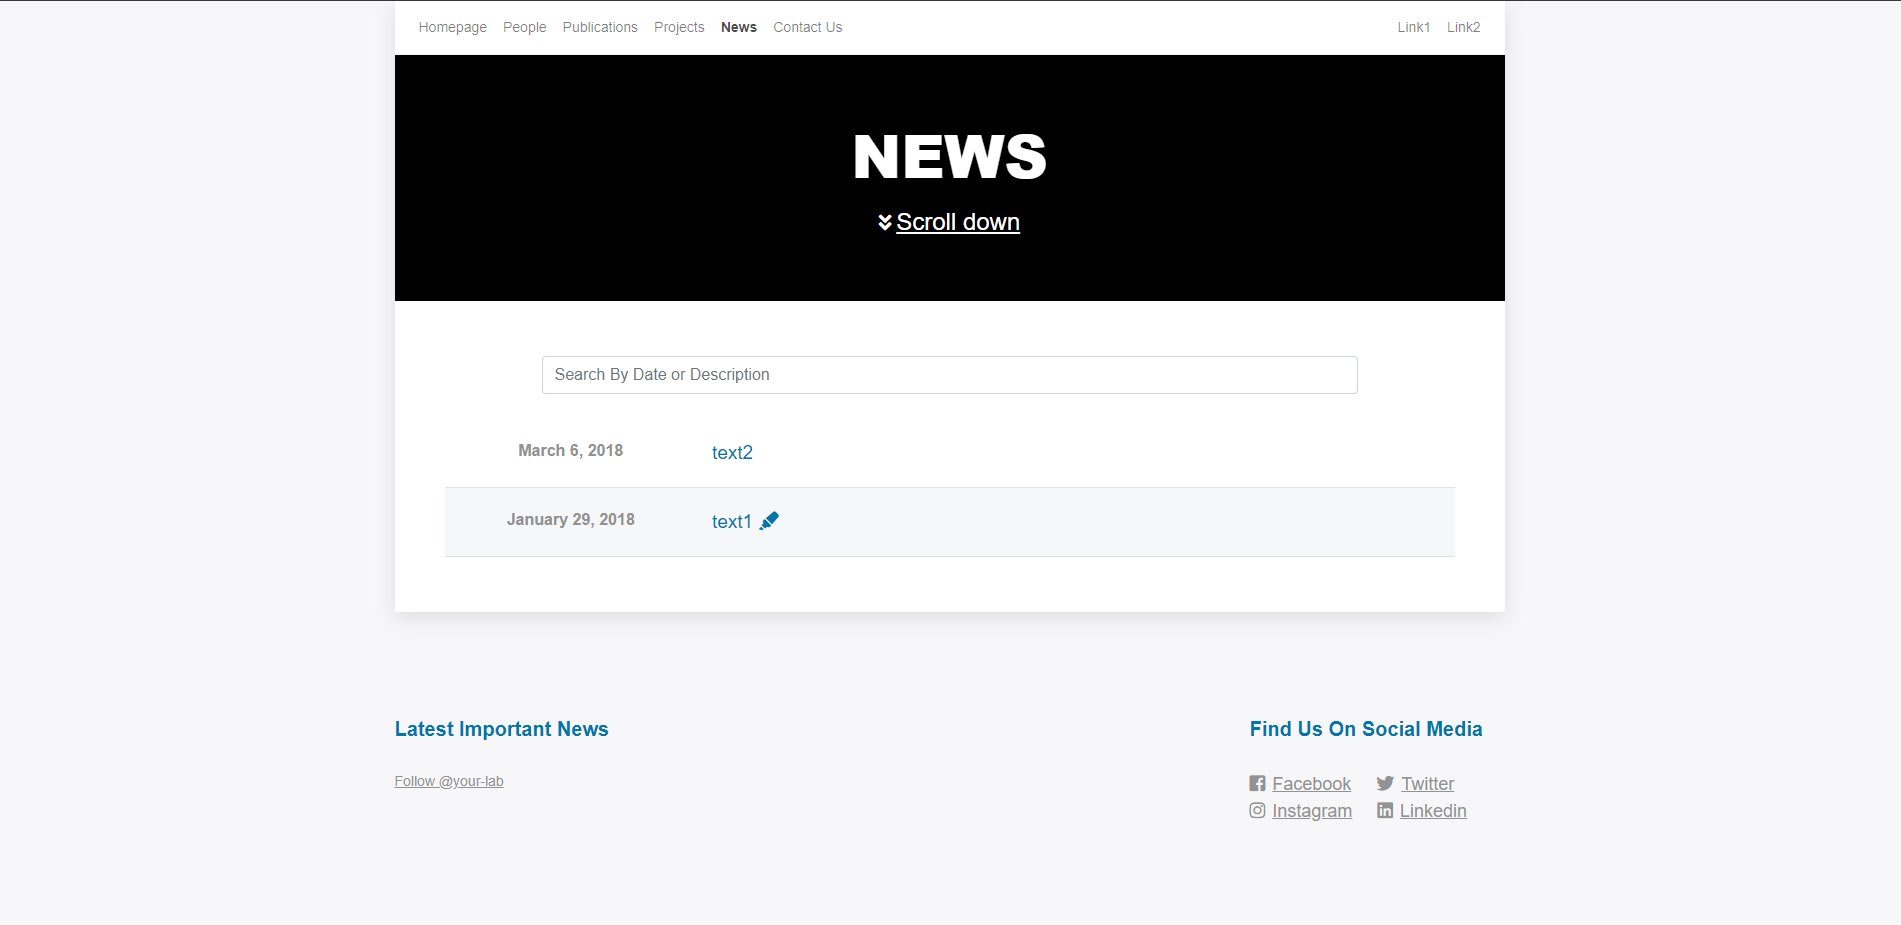 Homepage People Publications Projects News Contact Us Link1 Link2
NEWS
Scroll down
Search By Date or Description
March 6, 2018 text2
January 29, 2018 text1
Latest Important News
Follow @your-lab
Find Us On Social Media
Facebook Twitter
Instagram Linkedin